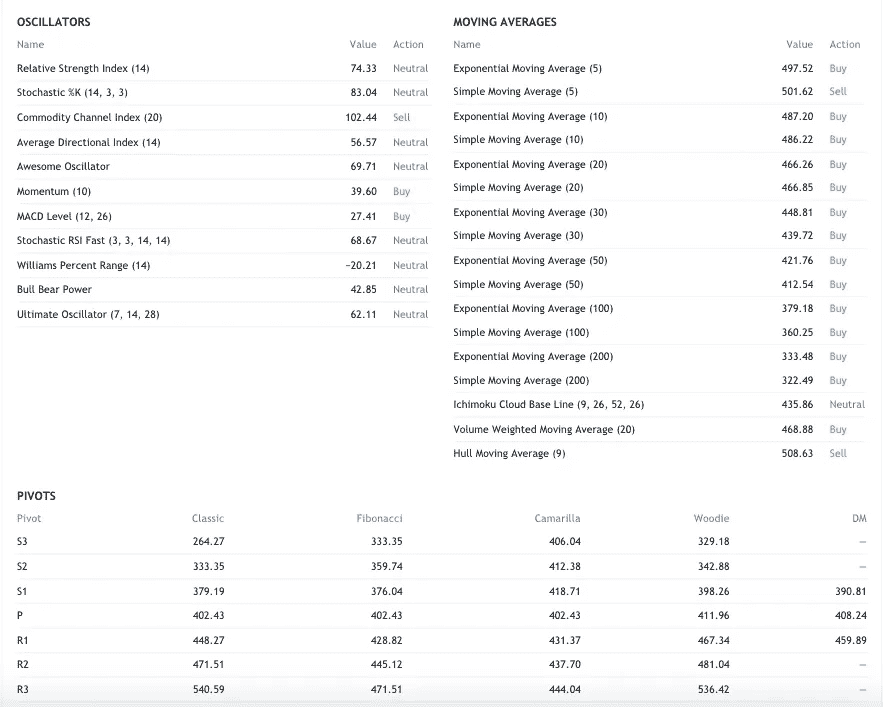 OSCILLATORS
Name Value Action
Relative Strength Index (14) 74.33 Neutral
Stochastic %K (14, 3, 3) 83.04 Neutral
Commodity Channel Index (20) 102.44 Sell
Average Directional Index (14) 56.57 Neutral
Awesome Oscillator 69.71 Neutral
Momentum (10) 39.60 Buy
MACD Level (12, 26) 27.41 Buy
Stochastic RSI Fast (3, 3, 14, 14) 68.67 Neutral
Williams Percent Range (14) −20.21 Neutral
Bull Bear Power 42.85 Neutral
Ultimate Oscillator (7, 14, 28) 62.11 Neutral
MOVING AVERAGES
Name Value Action
Exponential Moving Average (5) 497.52 Buy
Simple Moving Average (5) 501.62 Sell
Exponential Moving Average (10) 487.20 Buy
Simple Moving Average (10) 486.22 Buy
Exponential Moving Average (20) 466.26 Buy
Simple Moving Average (20) 466.85 Buy
Exponential Moving Average (30) 448.81 Buy
Simple Moving Average (30) 439.72 Buy
Exponential Moving Average (50) 421.76 Buy
Simple Moving Average (50) 412.54 Buy
Exponential Moving Average (100) 379.18 Buy
Simple Moving Average (100) 360.25 Buy
Exponential Moving Average (200) 333.48 Buy
Simple Moving Average (200) 322.49 Buy
Ichimoku Cloud Base Line (9, 26, 52, 26) 435.86 Neutral
Volume Weighted Moving Average (20) 468.88 Buy
Hull Moving Average (9) 508.63 Sell
PIVOTS
Pivot Classic Fibonacci Camarilla Woodie DM
S3 264.27 333.35 406.04 329.18 —
S2 333.35 359.74 412.38 342.88 —
S1 379.19 376.04 418.71 398.26 390.81
P 402.43 402.43 402.43 411.96 408.24
R1 448.27 428.82 431.37 467.34 459.89
R2 471.51 445.12 437.70 481.04 —
R3 540.59 471.51 444.04 536.42 —